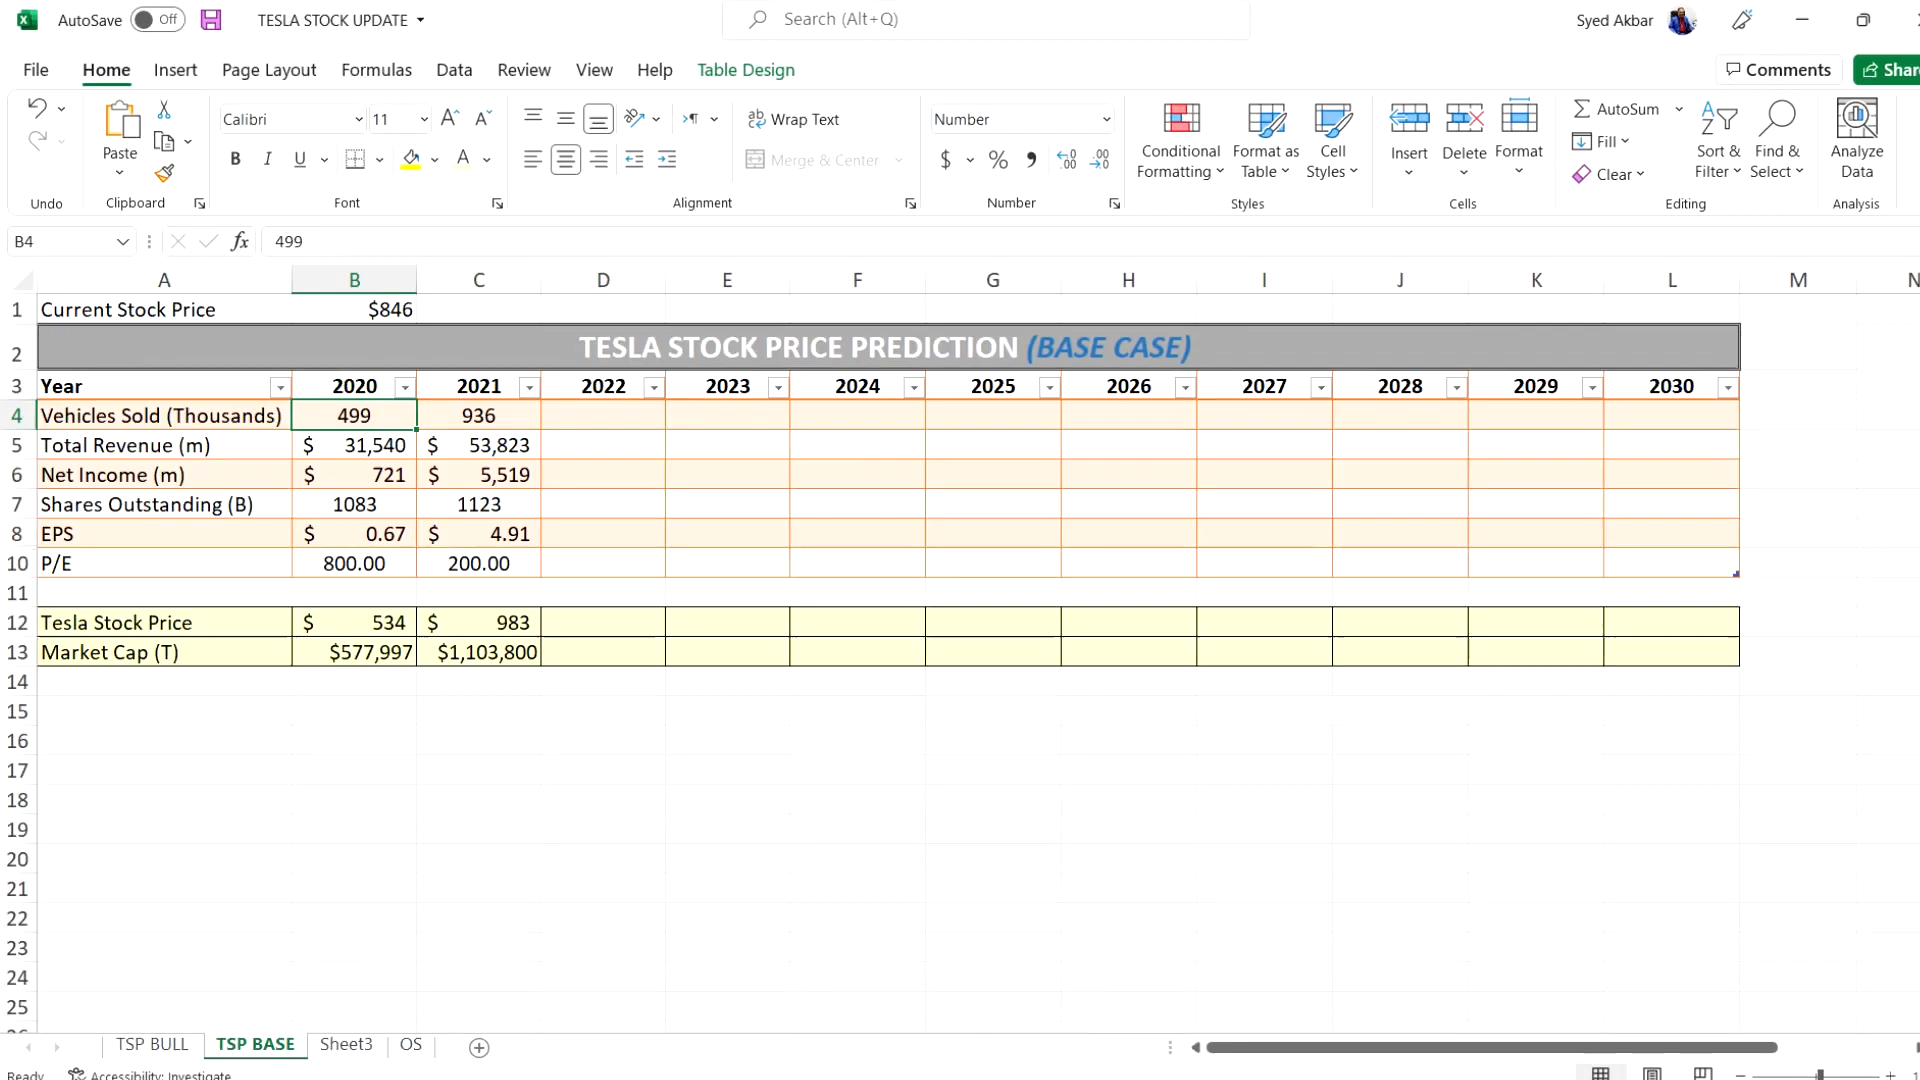 AutoSave Off TESLA STOCK UPDATE Search (Alt+Q) Syed Akbar
File Home Insert Page Layout Formulas Data Review View Help Table Design Comments Shar
Calibri 11 Wrap Text Number AutoSum
Paste B I U Merge & Center $ % Conditional Formatting Format as Table Cell Styles Insert Delete Format Fill Clear Sort & Filter Find & Select Analyze Data
Undo Clipboard Font Alignment Number Styles Cells Editing Analysis
B4 fx 499
A B C D E F G H I J K L M N
1 Current Stock Price $846
2 TESLA STOCK PRICE PREDICTION (BASE CASE)
3 Year 2020 2021 2022 2023 2024 2025 2026 2027 2028 2029 2030
4 Vehicles Sold (Thousands) 499 936
5 Total Revenue (m) $ 31,540 $ 53,823
6 Net Income (m) $ 721 $ 5,519
7 Shares Outstanding (B) 1083 1123
8 EPS $ 0.67 $ 4.91
10 P/E 800.00 200.00
11
12 Tesla Stock Price $ 534 $ 983
13 Market Cap (T) $577,997 $1,103,800
14
15
16
17
18
19
20
21
22
23
24
25
TSP BULL TSP BASE Sheet3 OS
Ready Accessibility: Investigate